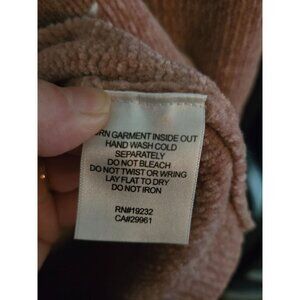 URN GARMENT INSIDE OUT
HAND WASH COLD
SEPARATELY
DO NOT BLEACH
DO NOT TWIST OR WRING
LAY FLAT TO DRY
DO NOT IRON
RN#19232
CA#29961